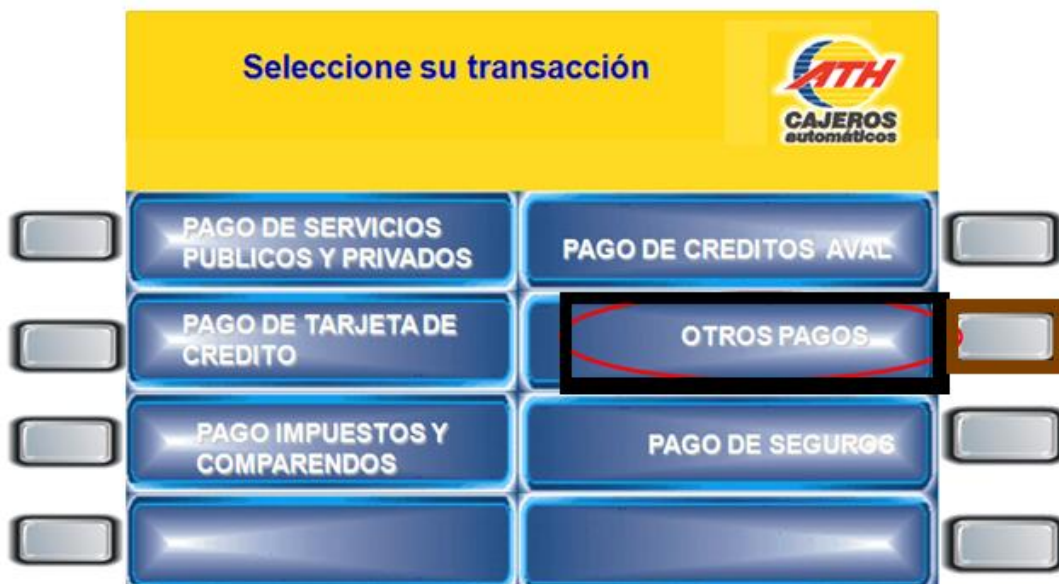 Seleccione su transacción
ATH
CAJEROS
automáticos
PAGO DE SERVICIOS
PUBLICOS Y PRIVADOS
PAGO DE CREDITOS AVAL
PAGO DE TARJETA DE
CREDITO
OTROS PAGOS
PAGO IMPUESTOS Y
COMPARENDOS
PAGO DE SEGUROS